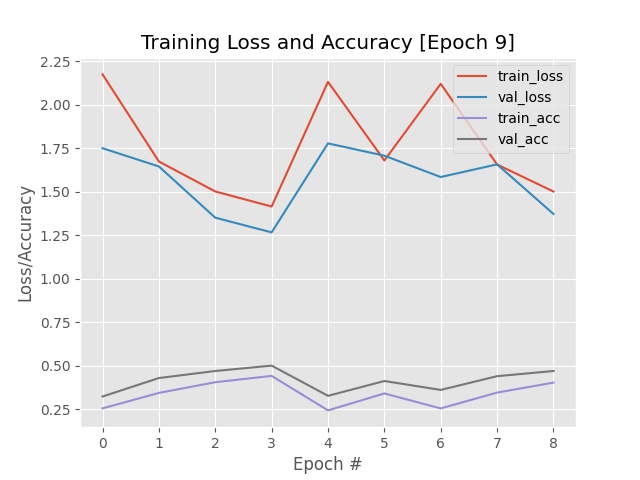 Training Loss and Accuracy [Epoch 9]
train_loss
val_loss
train_acc
val_acc
Loss/Accuracy
2.25
2.00
1.75
1.50
1.25
1.00
0.75
0.50
0.25
0 1 2 3 4 5 6 7 8
Epoch #